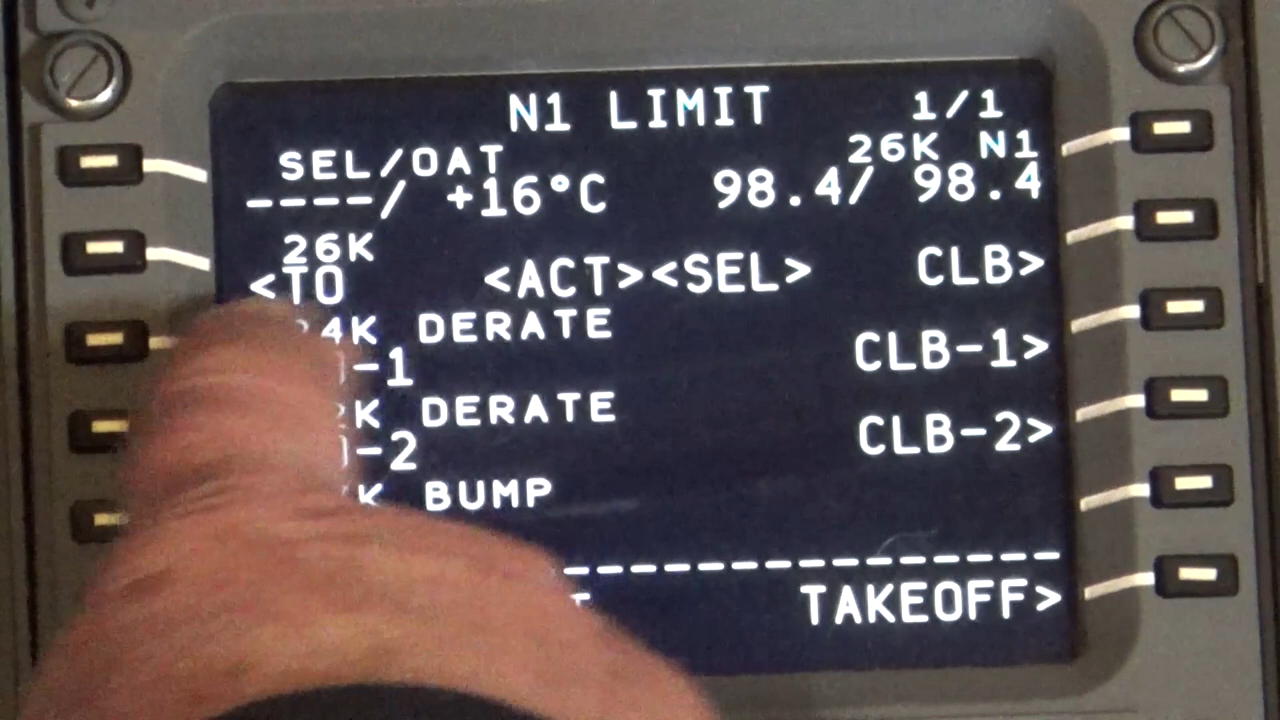 N1 LIMIT 1/1
SEL/OAT 26K N1
----/ +16°C 98.4/ 98.4
26K
<TO <ACT><SEL> CLB>
4K DERATE
-1 CLB-1>
K DERATE
-2 CLB-2>
K BUMP
--------------
TAKEOFF>